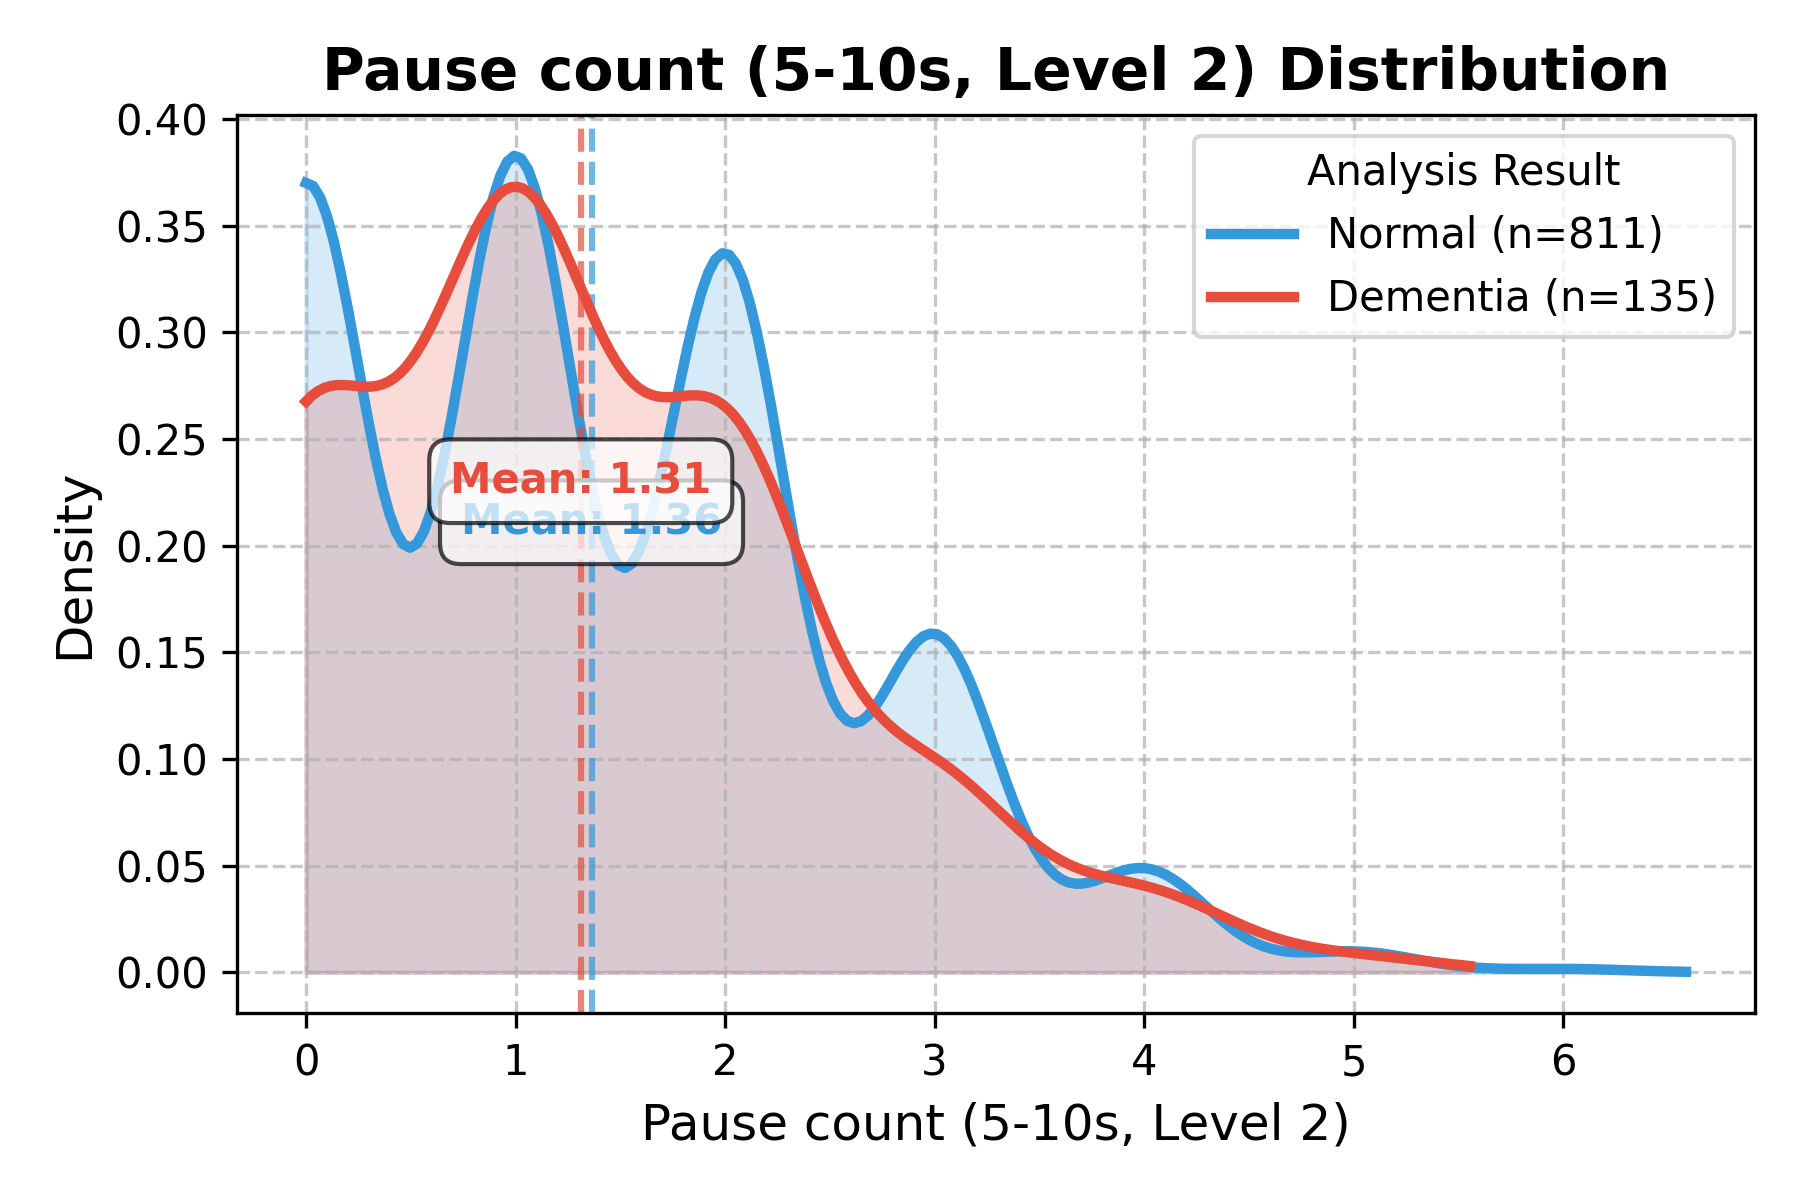 Pause count (5-10s, Level 2) Distribution
Analysis Result
Normal (n=811)
Dementia (n=135)
Mean: 1.31
Mean: 1.36
Density
0.40
0.35
0.30
0.25
0.20
0.15
0.10
0.05
0.00
0 1 2 3 4 5 6
Pause count (5-10s, Level 2)